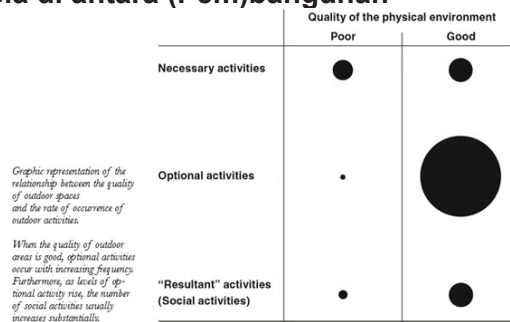 Quality of the physical environment
Poor Good
Necessary activities
Optional activities
"Resultant" activities
(Social activities)
Graphic representation of the
relationship between the quality
of outdoor spaces
and the rate of occurrence of
outdoor activities.
When the quality of outdoor
areas is good, optional activities
occur with increasing frequency.
Furthermore, as levels of op-
tional activity rise, the number
of social activities usually
increases substantially.